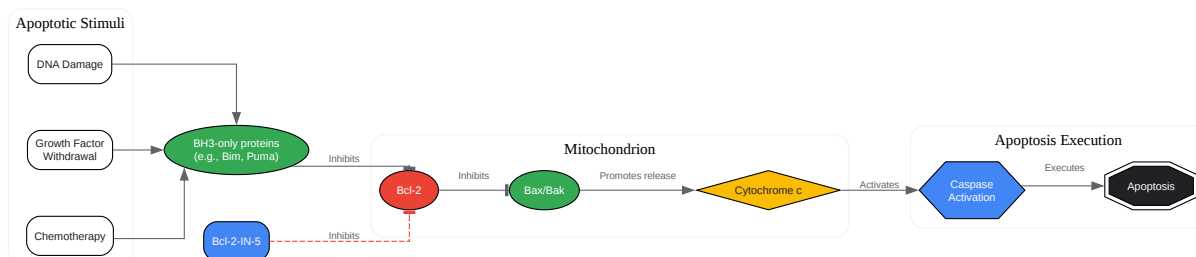 Apoptotic Stimuli
DNA Damage
Growth Factor
Withdrawal
Chemotherapy
BH3-only proteins
(e.g., Bim, Puma)
Inhibits
Bcl-2-IN-5
Inhibits
Mitochondrion
Bcl-2
Inhibits
Bax/Bak
Promotes release
Cytochrome c
Activates
Apoptosis Execution
Caspase
Activation
Executes
Apoptosis